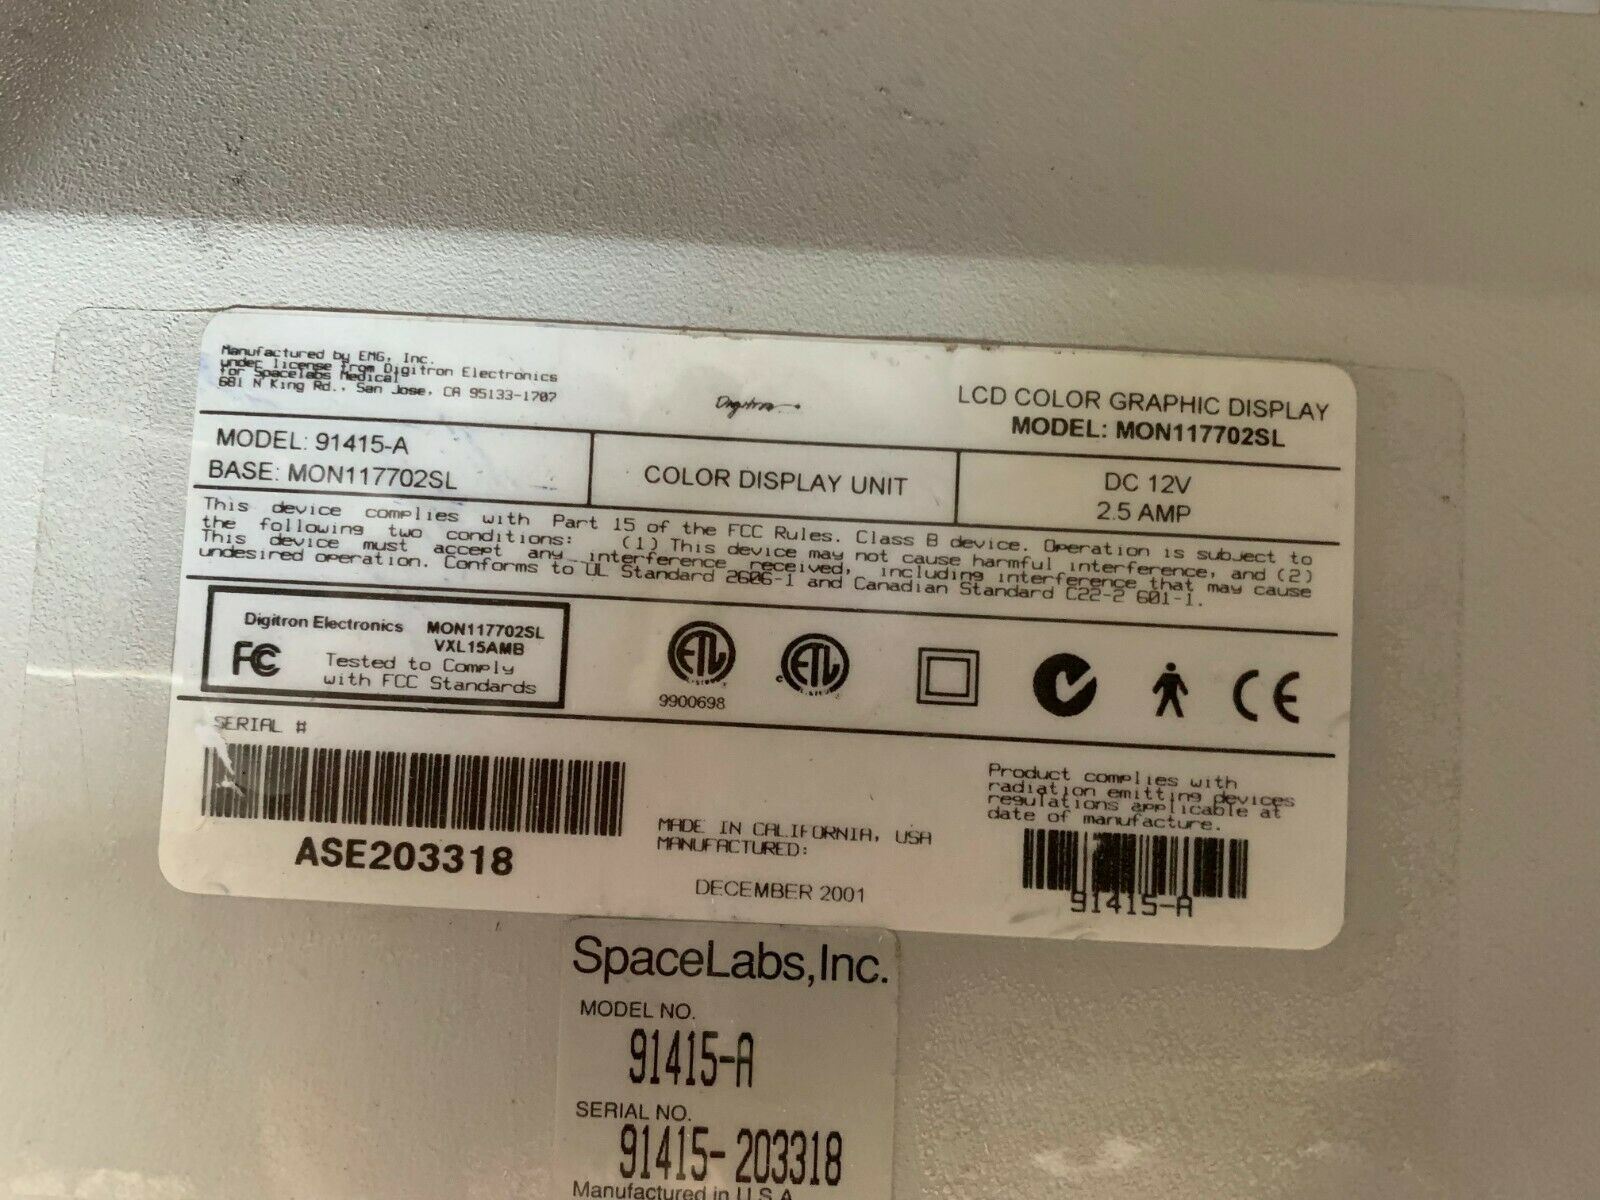 Manufactured by EMG, Inc.
under license from Digitron Electronics
for Spacelabs Medical
681 N King Rd., San Jose, CA 95133-1707
Digitron
LCD COLOR GRAPHIC DISPLAY
MODEL: MON117702SL
MODEL: 91415-A
BASE: MON117702SL
COLOR DISPLAY UNIT
DC 12V
2.5 AMP
This device complies with Part 15 of the FCC Rules. Class B device. Operation is subject to
the following two conditions: (1) This device may not cause harmful interference, and (2)
This device must accept any interference received, including interference that may cause
undesired operation. Conforms to UL Standard 2606-1 and Canadian Standard C22-2 601-1.
Digitron Electronics MON117702SL
VXL15AMB
FC Tested to Comply
with FCC Standards
ETL
LISTED
9900698
c ETL
LISTED
CE
SERIAL #
ASE203318
MADE IN CALIFORNIA, USA
MANUFACTURED:
DECEMBER 2001
Product complies with
radiation emitting devices
regulations applicable at
date of manufacture.
91415-A
SpaceLabs,Inc.
MODEL NO.
91415-A
SERIAL NO.
91415-203318
Manufactured in U.S.A.